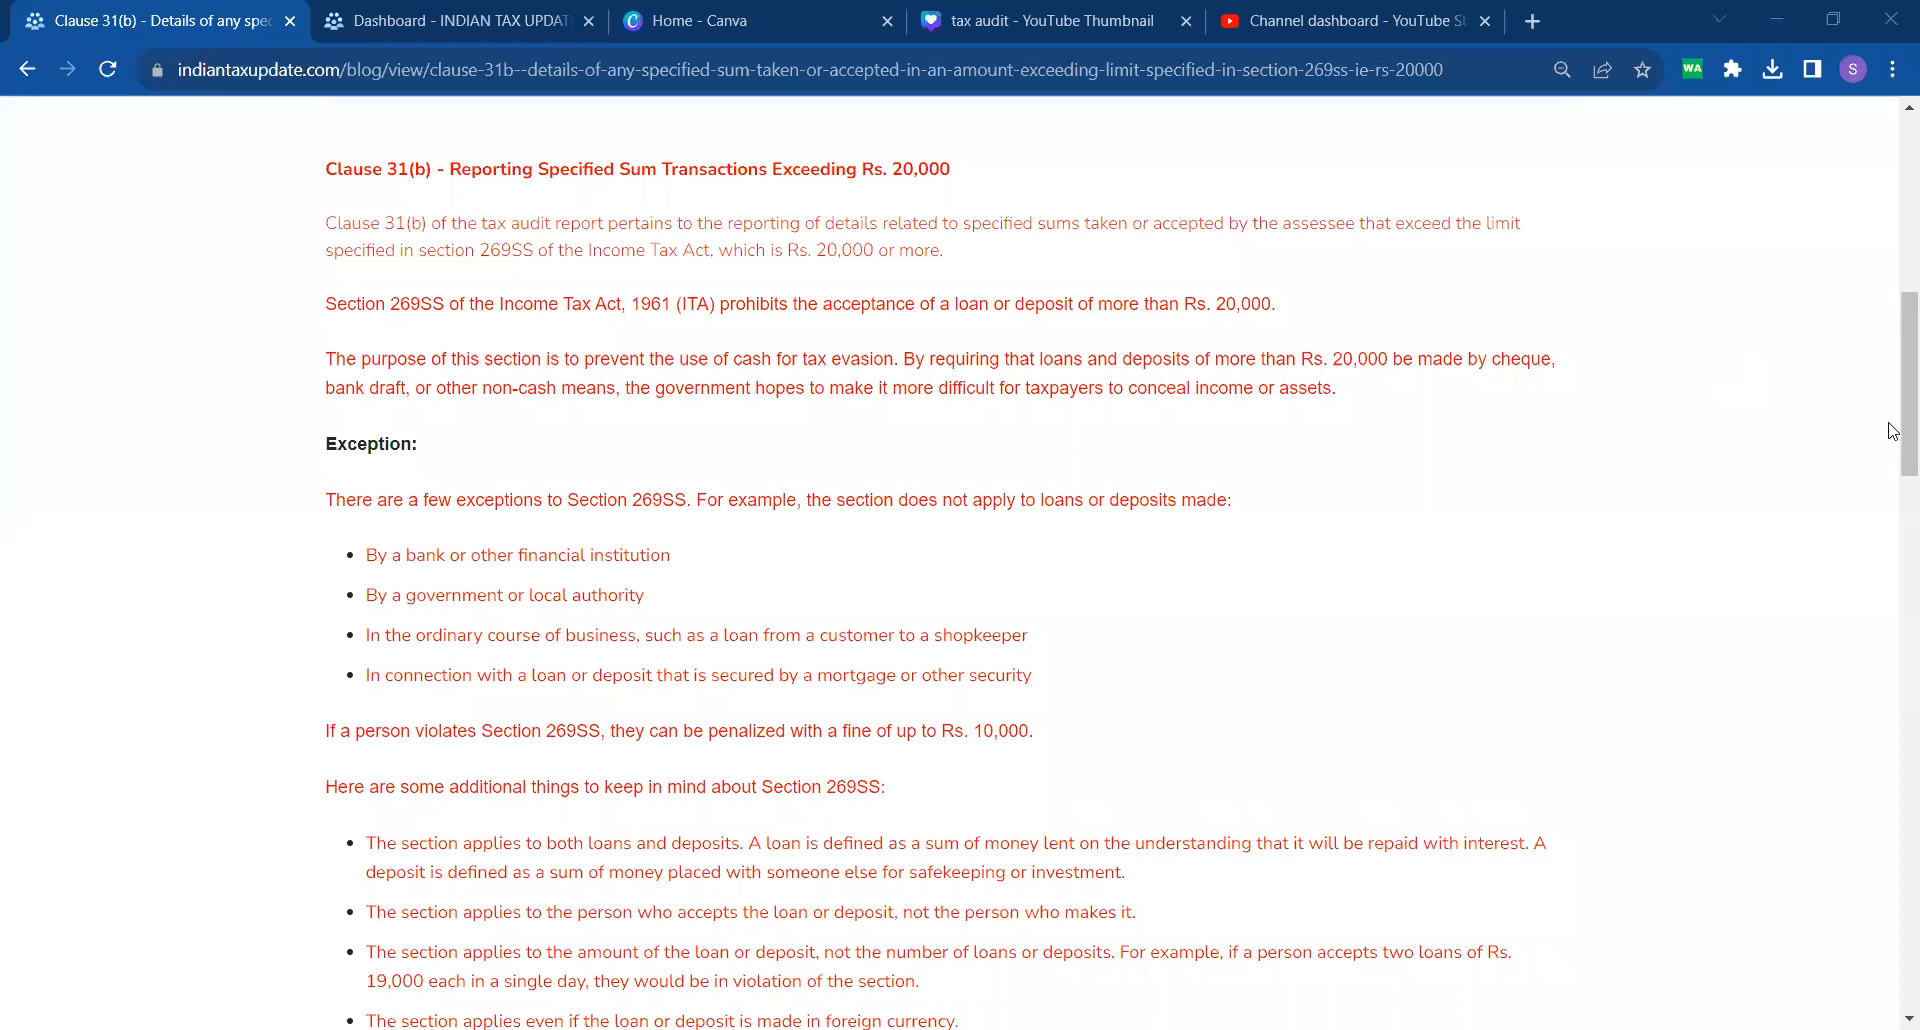 Clause 31(b) - Details of any spec
Dashboard - INDIAN TAX UPDAT
Home - Canva
tax audit - YouTube Thumbnail
Channel dashboard - YouTube St
indiantaxupdate.com/blog/view/clause-31b--details-of-any-specified-sum-taken-or-accepted-in-an-amount-exceeding-limit-specified-in-section-269ss-ie-rs-20000
WA
S
Clause 31(b) - Reporting Specified Sum Transactions Exceeding Rs. 20,000
Clause 31(b) of the tax audit report pertains to the reporting of details related to specified sums taken or accepted by the assessee that exceed the limit
specified in section 269SS of the Income Tax Act, which is Rs. 20,000 or more.
Section 269SS of the Income Tax Act, 1961 (ITA) prohibits the acceptance of a loan or deposit of more than Rs. 20,000.
The purpose of this section is to prevent the use of cash for tax evasion. By requiring that loans and deposits of more than Rs. 20,000 be made by cheque,
bank draft, or other non-cash means, the government hopes to make it more difficult for taxpayers to conceal income or assets.
Exception:
There are a few exceptions to Section 269SS. For example, the section does not apply to loans or deposits made:
• By a bank or other financial institution
• By a government or local authority
• In the ordinary course of business, such as a loan from a customer to a shopkeeper
• In connection with a loan or deposit that is secured by a mortgage or other security
If a person violates Section 269SS, they can be penalized with a fine of up to Rs. 10,000.
Here are some additional things to keep in mind about Section 269SS:
• The section applies to both loans and deposits. A loan is defined as a sum of money lent on the understanding that it will be repaid with interest. A
deposit is defined as a sum of money placed with someone else for safekeeping or investment.
• The section applies to the person who accepts the loan or deposit, not the person who makes it.
• The section applies to the amount of the loan or deposit, not the number of loans or deposits. For example, if a person accepts two loans of Rs.
19,000 each in a single day, they would be in violation of the section.
• The section applies even if the loan or deposit is made in foreign currency.